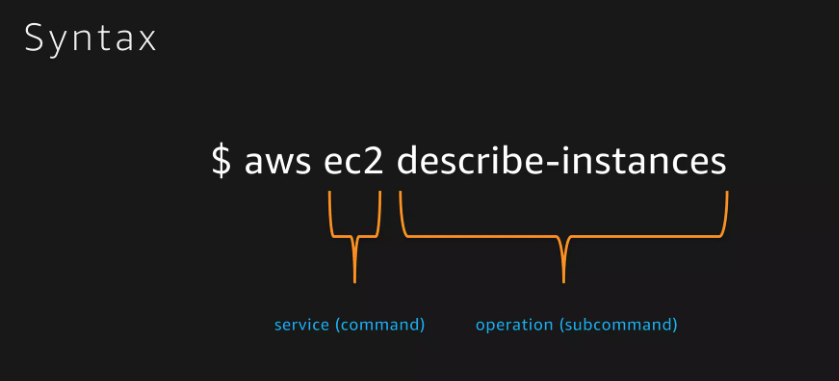 Syntax
$ aws ec2 describe-instances
service (command) operation (subcommand)